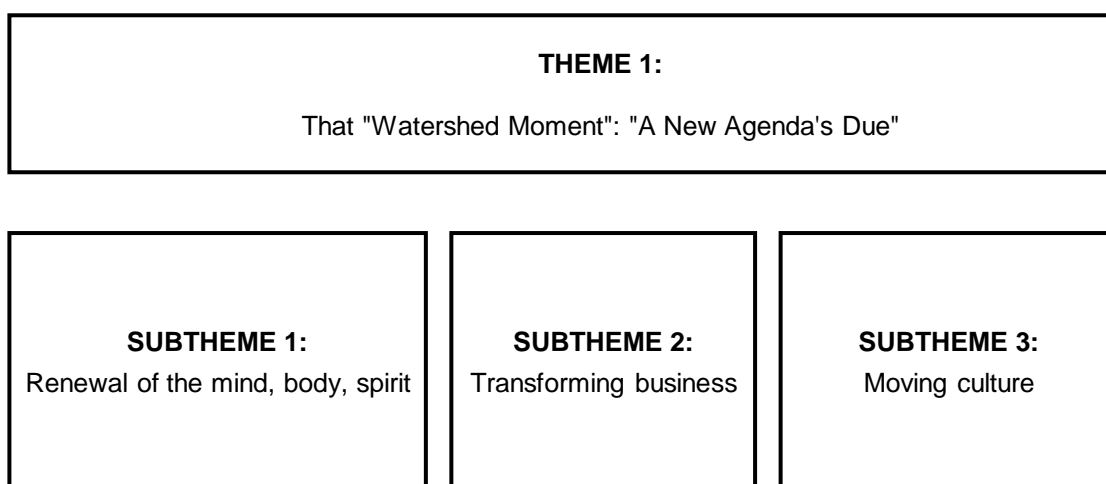 THEME 1:
That "Watershed Moment": "A New Agenda's Due"
SUBTHEME 1:
Renewal of the mind, body, spirit
SUBTHEME 2:
Transforming business
SUBTHEME 3:
Moving culture